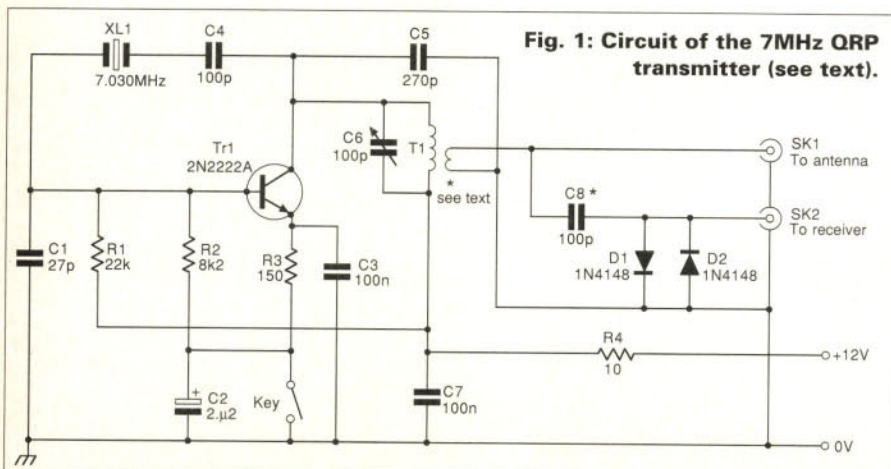 Fig. 1: Circuit of the 7MHz QRP
transmitter (see text).
XL1
7.030MHz
C4
100p
C5
270p
C6
100p
T1
*
see text
Tr1
2N2222A
SK1
To antenna
C8 *
100p
SK2
To receiver
C1
27p
R1
22k
R2
8k2
R3
150
C3
100n
D1
1N4148
D2
1N4148
R4
10
+12V
C2
2.µ2
+
Key
C7
100n
0V